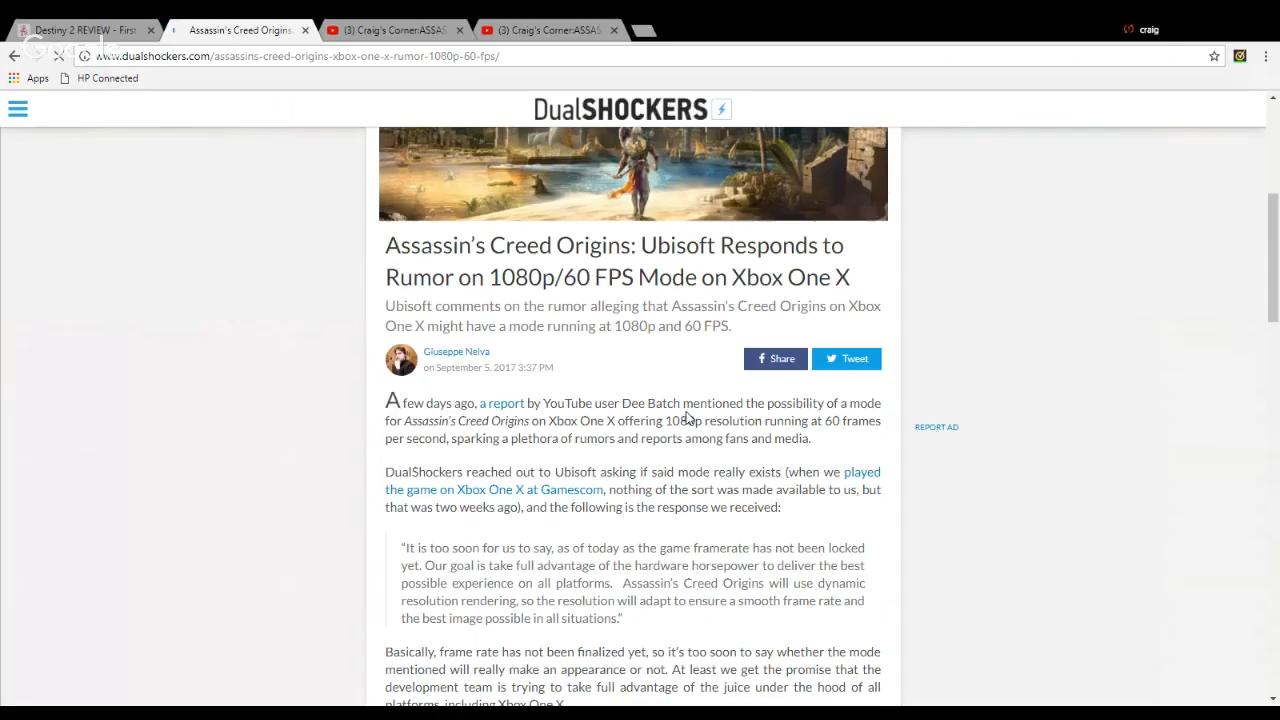 Destiny 2 REVIEW - First
Assassin's Creed Origins:
(3) Craig's Corner:ASSAS
(3) Craig's Corner:ASSAS
craig
Google
www.dualshockers.com/assassins-creed-origins-xbox-one-x-rumor-1080p-60-fps/
Apps
HP Connected
DualSHOCKERS
Assassin's Creed Origins: Ubisoft Responds to
Rumor on 1080p/60 FPS Mode on Xbox One X
Ubisoft comments on the rumor alleging that Assassin's Creed Origins on Xbox
One X might have a mode running at 1080p and 60 FPS.
Giuseppe Nelva
on September 5, 2017 3:37 PM
Share
Tweet
A few days ago, a report by YouTube user Dee Batch mentioned the possibility of a mode
for Assassin's Creed Origins on Xbox One X offering 1080p resolution running at 60 frames
per second, sparking a plethora of rumors and reports among fans and media.
REPORT AD
DualShockers reached out to Ubisoft asking if said mode really exists (when we played
the game on Xbox One X at Gamescom, nothing of the sort was made available to us, but
that was two weeks ago), and the following is the response we received:
"It is too soon for us to say, as of today as the game framerate has not been locked
yet. Our goal is take full advantage of the hardware horsepower to deliver the best
possible experience on all platforms. Assassin's Creed Origins will use dynamic
resolution rendering, so the resolution will adapt to ensure a smooth frame rate and
the best image possible in all situations."
Basically, frame rate has not been finalized yet, so it's too soon to say whether the mode
mentioned will really make an appearance or not. At least we get the promise that the
development team is trying to take full advantage of the juice under the hood of all
platforms, including Xbox One X.